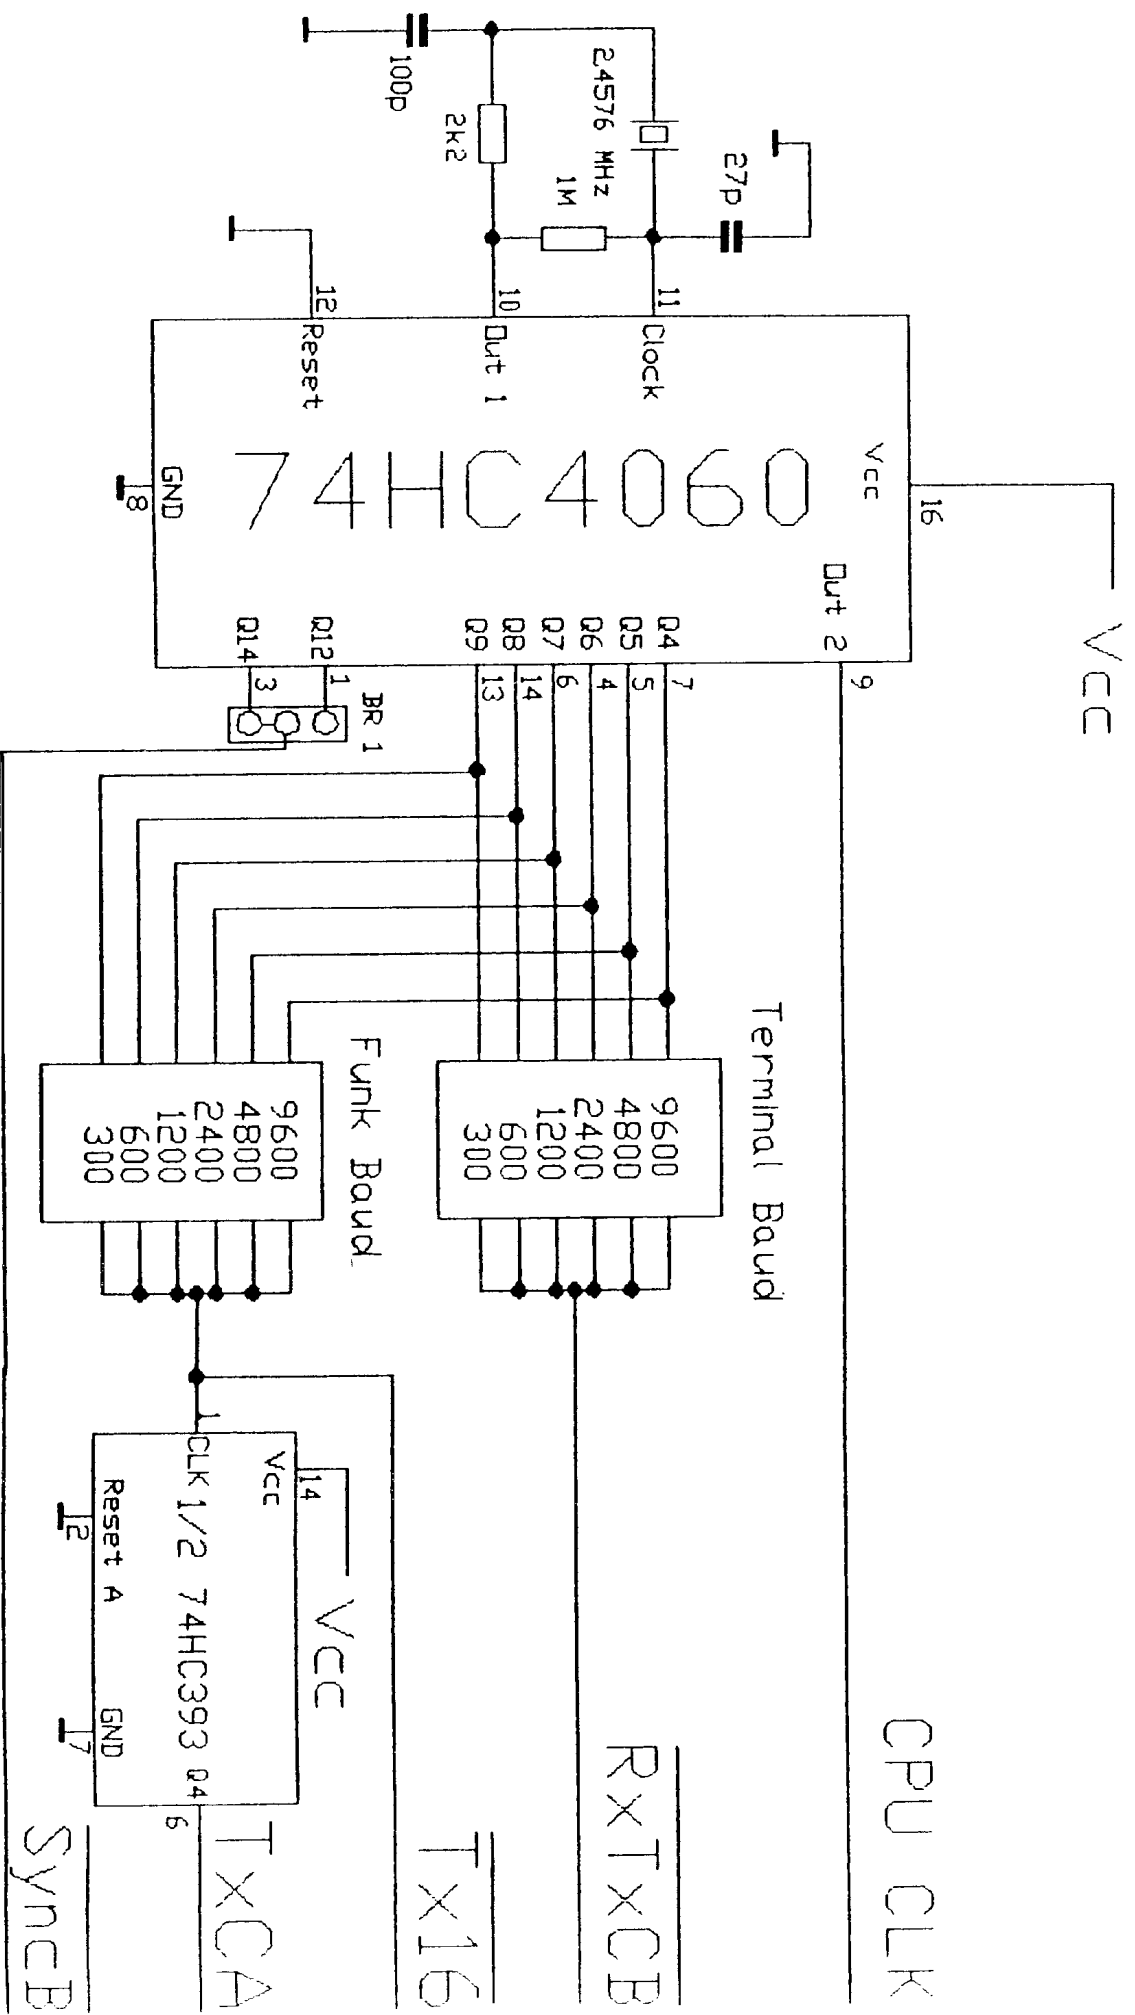 Vcc
CPU CLK
RxTxCB
Tx16
TxCA
SyncB
27p
2,4576 MHz
1M
2k2
100p
11
10
12
Clock
Out 1
Reset
74HC4060
Vcc
16
GND
8
Out 2
9
Q4
Q5
Q6
Q7
Q8
Q9
7
5
4
6
14
13
Q12
Q14
1
3
BR 1
Terminal Baud
9600
4800
2400
1200
600
300
Funk Baud
9600
4800
2400
1200
600
300
Vcc
14
Vcc
1
CLK 1/2 74HC393 Q4
6
Reset A
2
GND
7